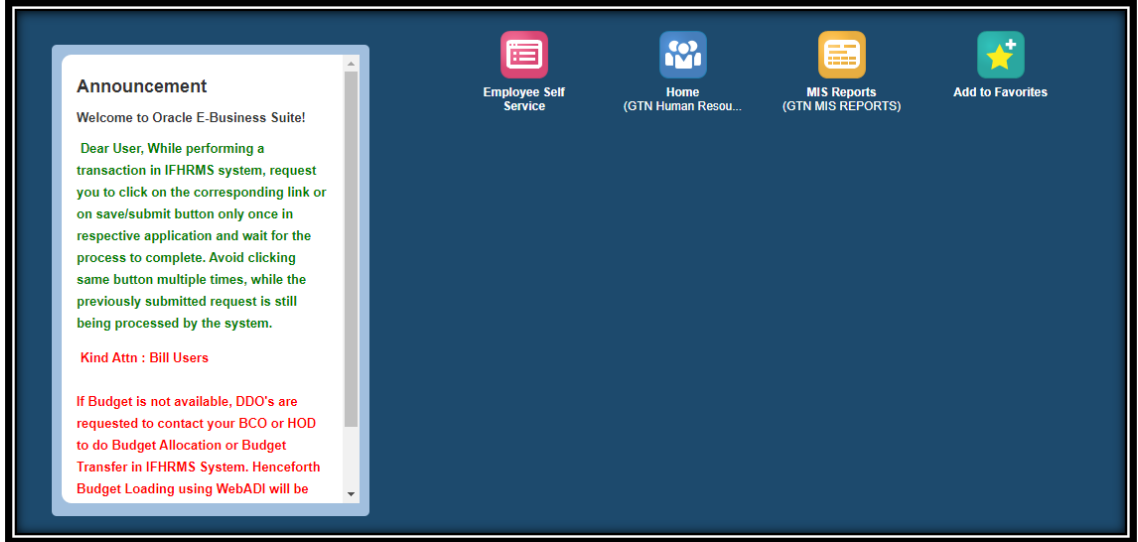 Announcement
Welcome to Oracle E-Business Suite!
Dear User, While performing a
transaction in IFHRMS system, request
you to click on the corresponding link or
on save/submit button only once in
respective application and wait for the
process to complete. Avoid clicking
same button multiple times, while the
previously submitted request is still
being processed by the system.
Kind Attn : Bill Users
If Budget is not available, DDO's are
requested to contact your BCO or HOD
to do Budget Allocation or Budget
Transfer in IFHRMS System. Henceforth
Budget Loading using WebADI will be
Employee Self
Service
Home
(GTN Human Resou...
MIS Reports
(GTN MIS REPORTS)
Add to Favorites